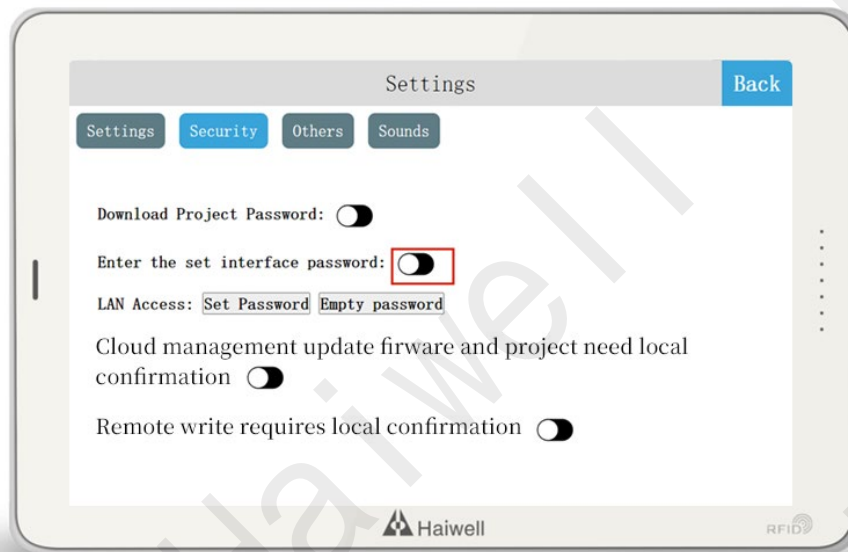 Settings
Back
Settings Security Others Sounds
Download Project Password:
Enter the set interface password:
LAN Access: Set Password Empty password
Cloud management update firware and project need local
confirmation
Remote write requires local confirmation
Haiwell
RFID
Haiwell